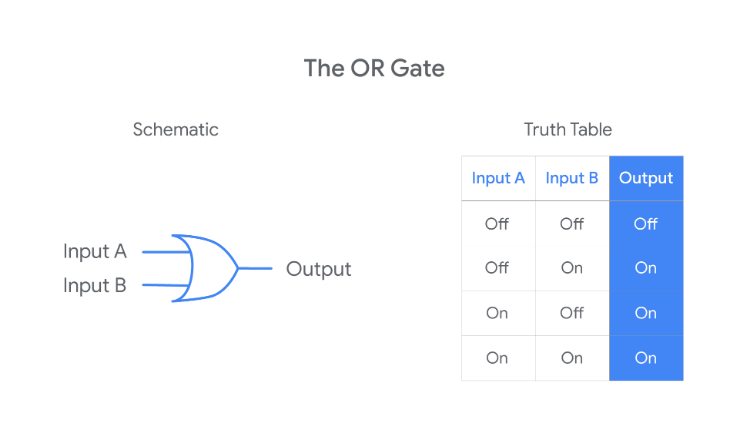 The OR Gate
Schematic
Input A
Input B
Output
Truth Table
Input A Input B Output
Off Off Off
Off On On
On Off On
On On On